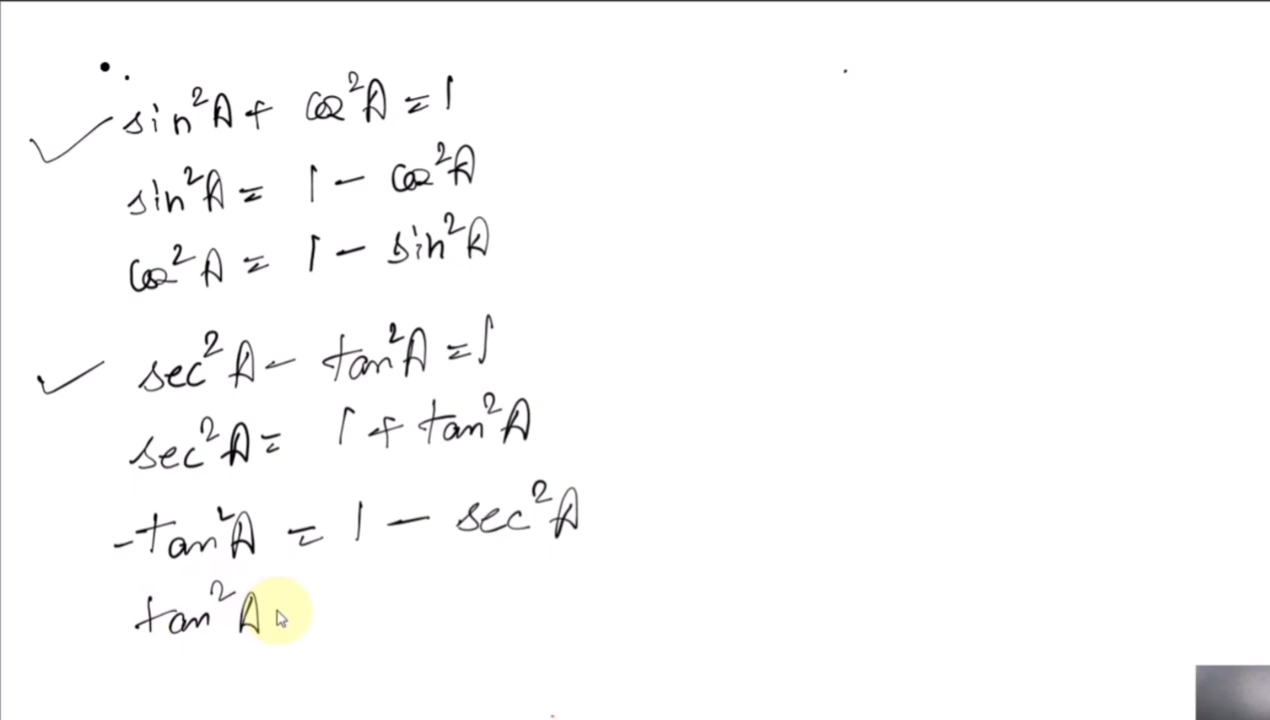 sin²A + cos²A = 1
sin²A = 1 − cos²A
cos²A = 1 − sin²A
sec²A − tan²A = 1
sec²A = 1 + tan²A
-tan²A = 1 − sec²A
tan²A